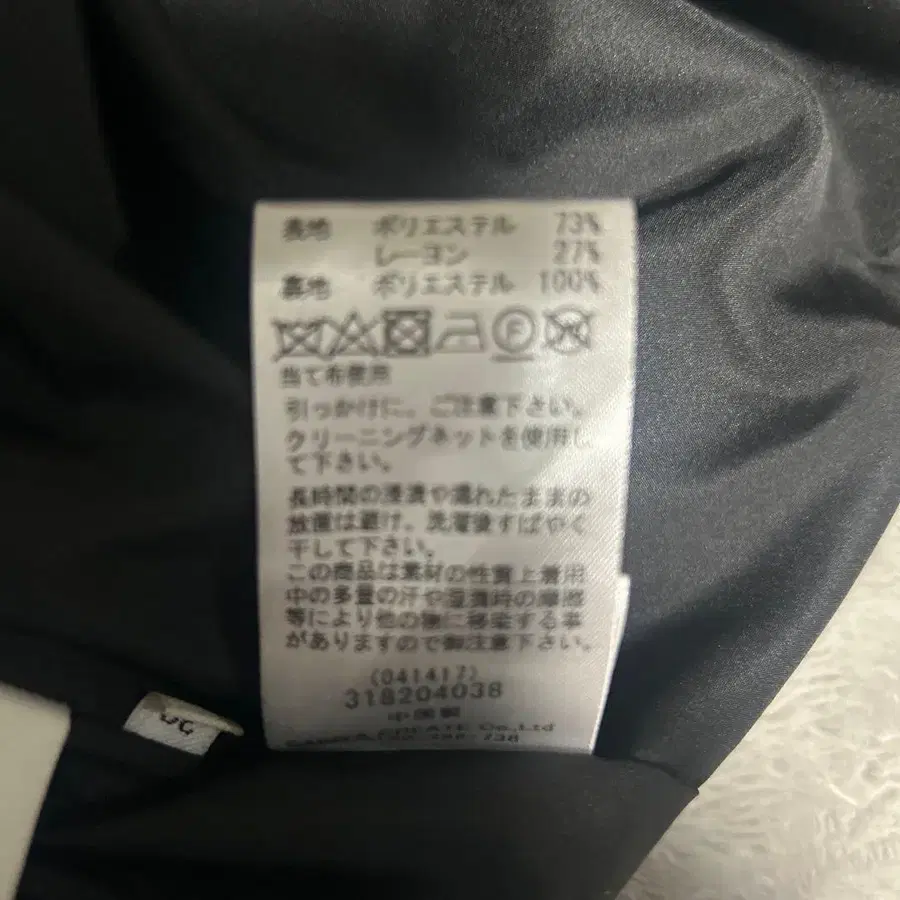 表地 ポリエステル 73%
レーヨン 27%
裏地 ポリエステル 100%
F
当て布使用
引っかけに、ご注意下さい。
クリーニングネットを使用し
て下さい。
長時間の浸漬や濡れたままの
放置は避け、洗濯後すばやく
干して下さい。
この商品は素材の性質上着用
中の多量の汗や湿潤時の摩擦
等により他の物に移染する事
がありますので御注意下さい。
(041417)
318204038
中国製
CREATE Co.,Ltd